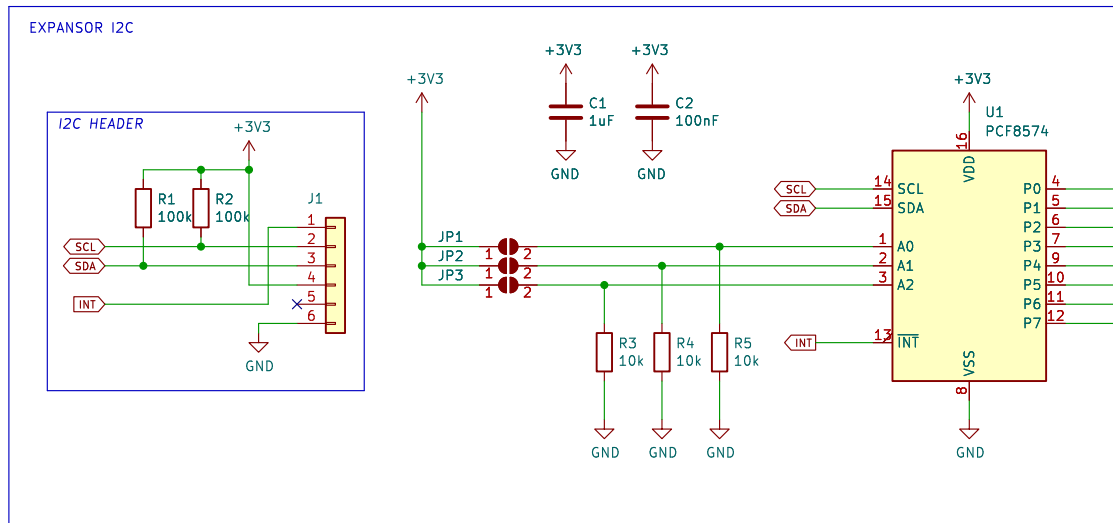 EXPANSOR I2C
I2C HEADER
+3V3
R1
100k
R2
100k
J1
1
2
3
4
5
6
SCL
SDA
INT
GND
+3V3
JP1
JP2
JP3
1
2
1
2
1
2
+3V3
C1
1uF
GND
+3V3
C2
100nF
GND
R3
10k
GND
R4
10k
GND
R5
10k
GND
+3V3
U1
PCF8574
16
VDD
SCL
14
SCL
SDA
15
SDA
1
A0
2
A1
3
A2
INT
13
INT
P0
4
P1
5
P2
6
P3
7
P4
9
P5
10
P6
11
P7
12
VSS
8
GND